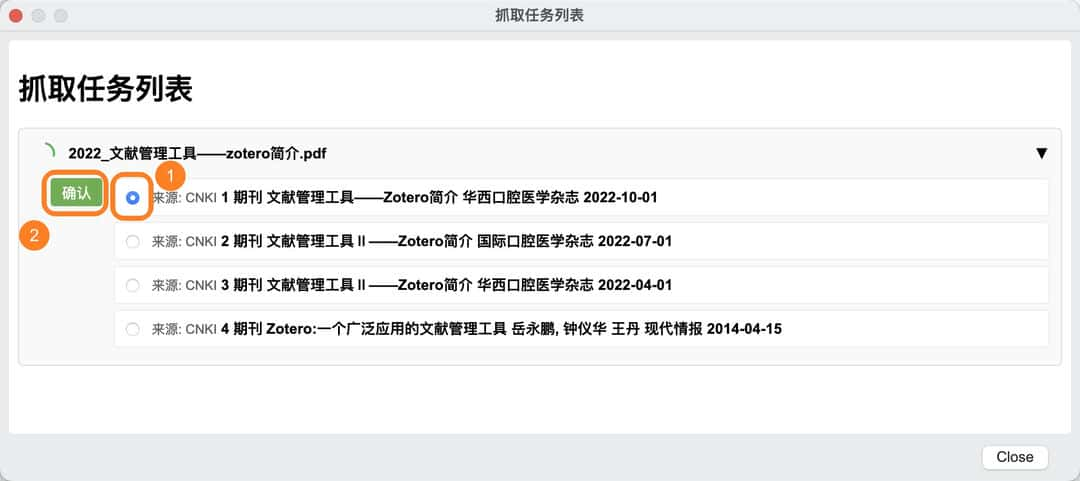 抓取任务列表
抓取任务列表
2022_文献管理工具——zotero简介.pdf ▼
1
确认 来源: CNKI 1 期刊 文献管理工具——Zotero简介 华西口腔医学杂志 2022-10-01
2
来源: CNKI 2 期刊 文献管理工具Ⅱ——Zotero简介 国际口腔医学杂志 2022-07-01
来源: CNKI 3 期刊 文献管理工具Ⅱ——Zotero简介 华西口腔医学杂志 2022-04-01
来源: CNKI 4 期刊 Zotero:一个广泛应用的文献管理工具 岳永鹏, 钟仪华 王丹 现代情报 2014-04-15
Close